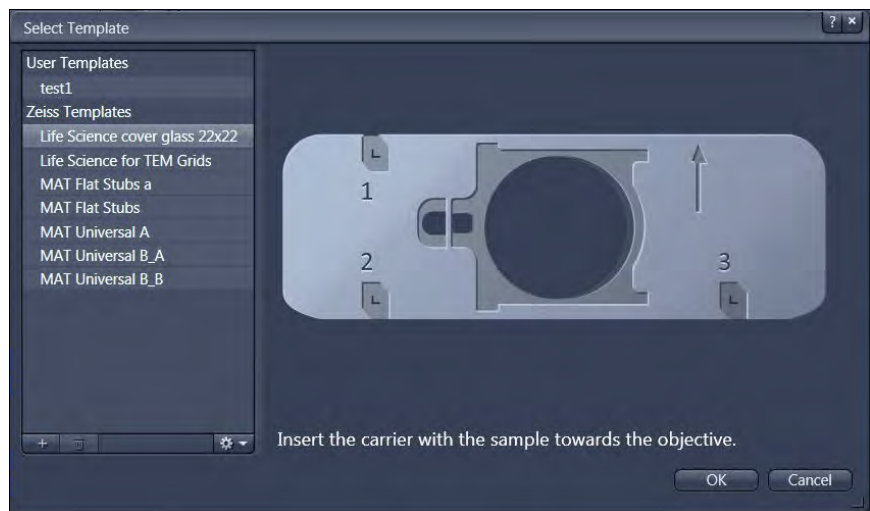 Select Template
? ×
User Templates
test1
Zeiss Templates
Life Science cover glass 22x22
Life Science for TEM Grids
MAT Flat Stubs a
MAT Flat Stubs
MAT Universal A
MAT Universal B_A
MAT Universal B_B
1
2
3
Insert the carrier with the sample towards the objective.
OK
Cancel